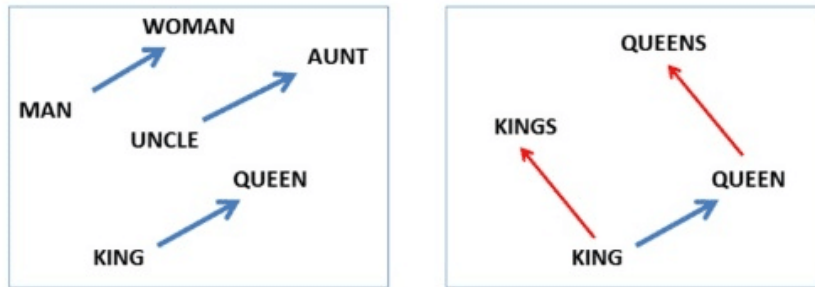 WOMAN
AUNT
MAN
UNCLE
QUEEN
KING
QUEENS
KINGS
QUEEN
KING